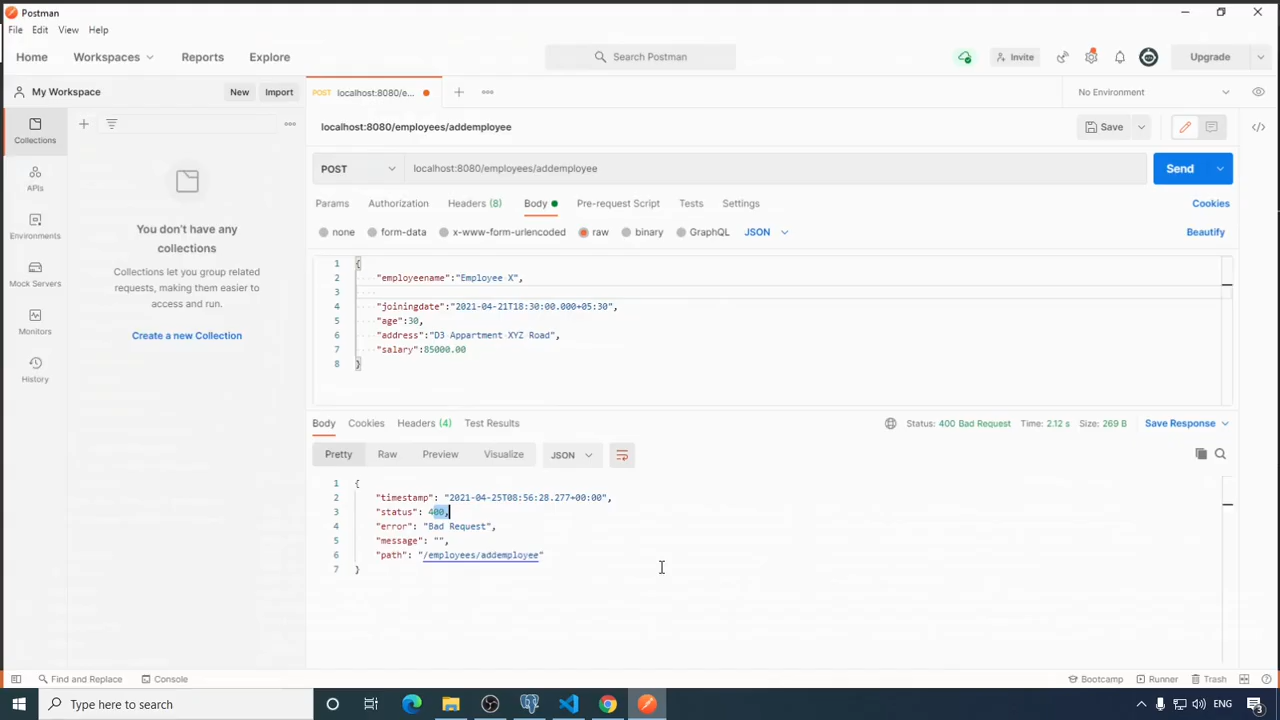 Postman
File Edit View Help
Home Workspaces Reports Explore Search Postman Invite Upgrade
My Workspace New Import POST localhost:8080/e... No Environment
Collections
APIs
Environments
Mock Servers
Monitors
History
You don't have any
collections
Collections let you group related
requests, making them easier to
access and run.
Create a new Collection
localhost:8080/employees/addemployee Save
POST localhost:8080/employees/addemployee Send
Params Authorization Headers (8) Body Pre-request Script Tests Settings Cookies
none form-data x-www-form-urlencoded raw binary GraphQL JSON Beautify
1 {
2 "employeename":"Employee X",
3
4 "joiningdate":"2021-04-21T18:30:00.000+05:30",
5 "age":30,
6 "address":"D3 Appartment XYZ Road",
7 "salary":85000.00
8 }
Body Cookies Headers (4) Test Results Status: 400 Bad Request Time: 2.12 s Size: 269 B Save Response
Pretty Raw Preview Visualize JSON
1 {
2 "timestamp": "2021-04-25T08:56:28.277+00:00",
3 "status": 400,
4 "error": "Bad Request",
5 "message": "",
6 "path": "/employees/addemployee"
7 }
Find and Replace Console Bootcamp Runner Trash
Type here to search ENG 3